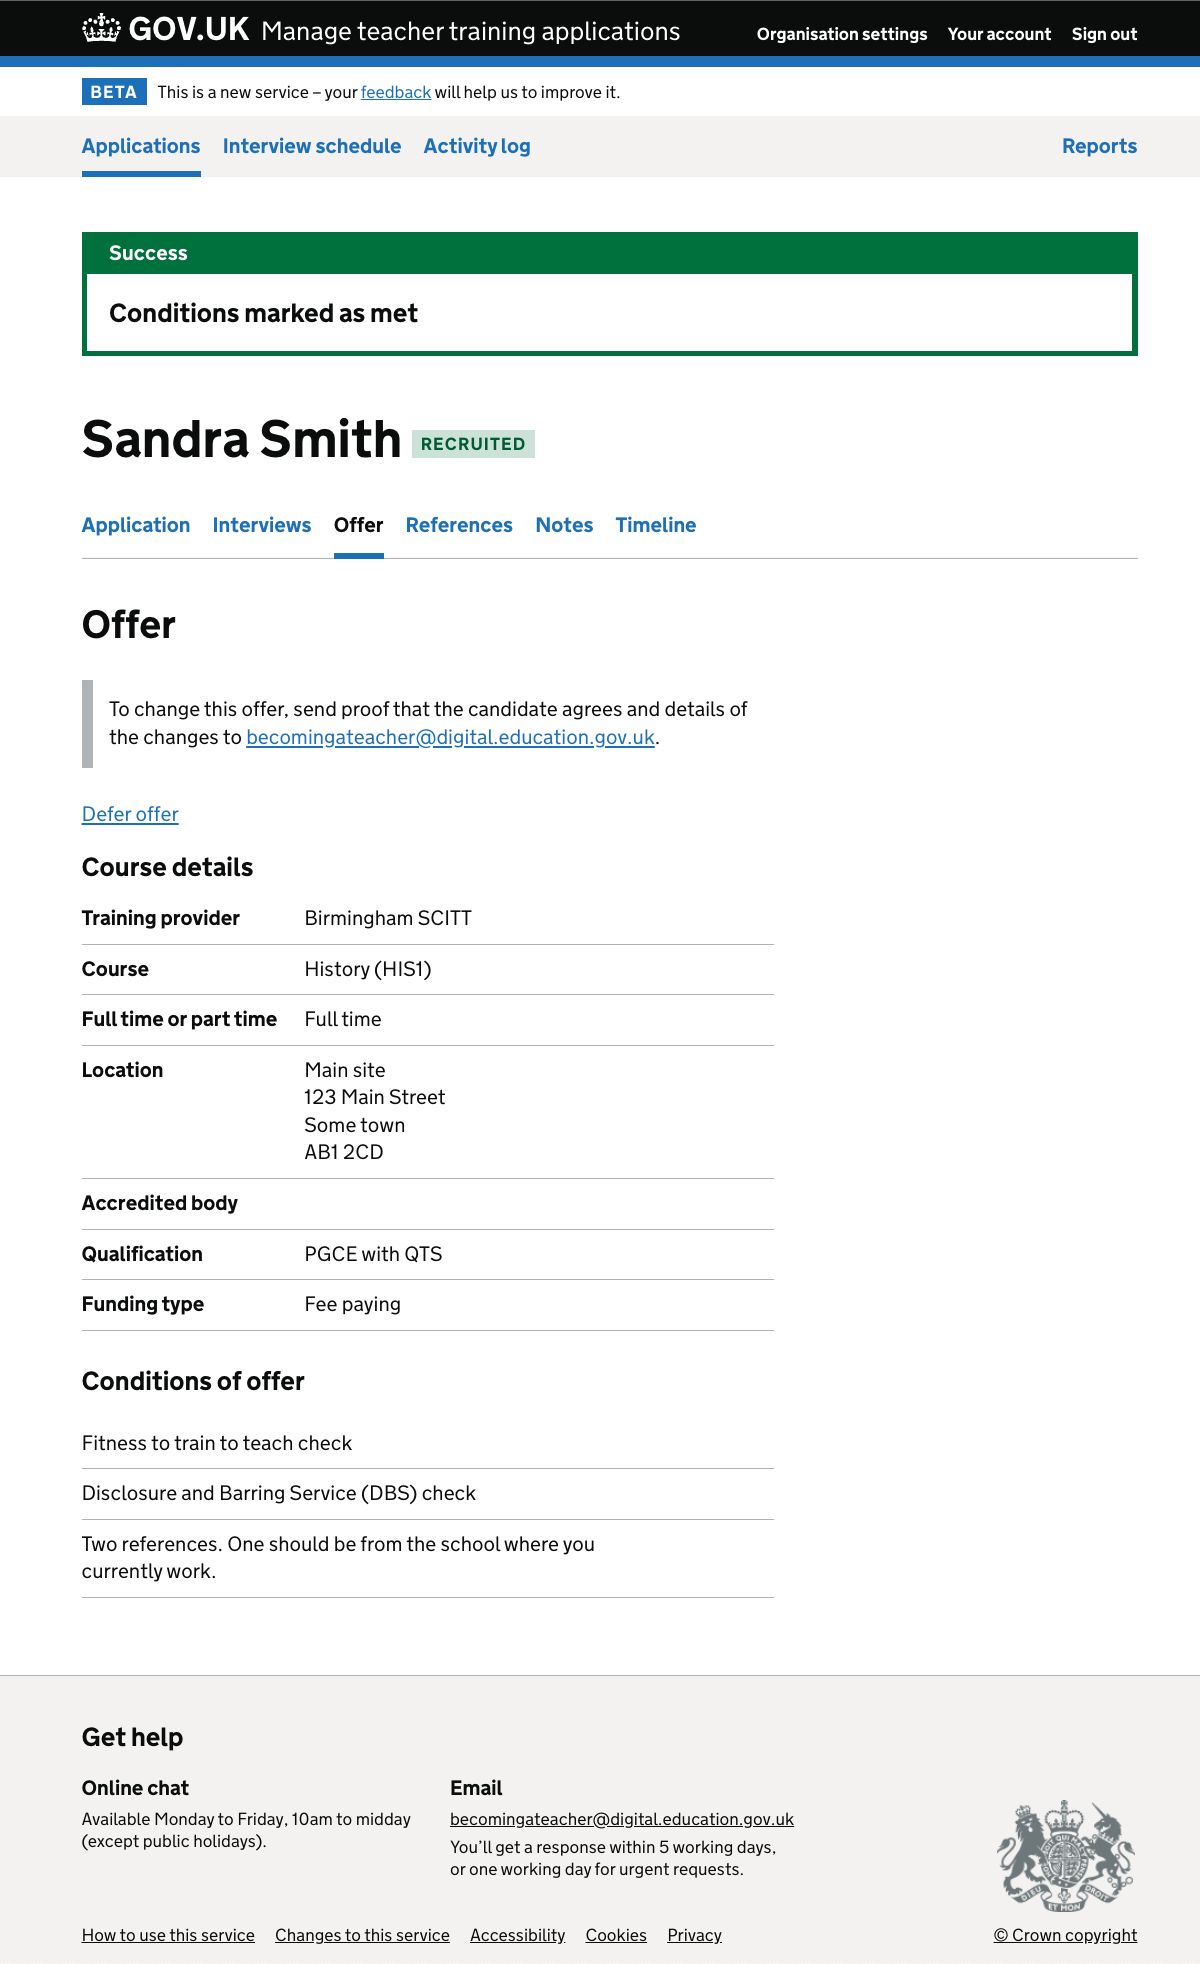 GOV.UK Manage teacher training applications
Organisation settings Your account Sign out
BETA This is a new service – your feedback will help us to improve it.
Applications Interview schedule Activity log Reports
Success
Conditions marked as met
Sandra Smith RECRUITED
Application Interviews Offer References Notes Timeline
Offer
To change this offer, send proof that the candidate agrees and details of
the changes to becomingateacher@digital.education.gov.uk.
Defer offer
Course details
Training provider Birmingham SCITT
Course History (HIS1)
Full time or part time Full time
Location Main site
123 Main Street
Some town
AB1 2CD
Accredited body
Qualification PGCE with QTS
Funding type Fee paying
Conditions of offer
Fitness to train to teach check
Disclosure and Barring Service (DBS) check
Two references. One should be from the school where you
currently work.
Get help
Online chat
Available Monday to Friday, 10am to midday
(except public holidays).
Email
becomingateacher@digital.education.gov.uk
You’ll get a response within 5 working days,
or one working day for urgent requests.
DIEU ET MON DROIT
How to use this service Changes to this service Accessibility Cookies Privacy
© Crown copyright